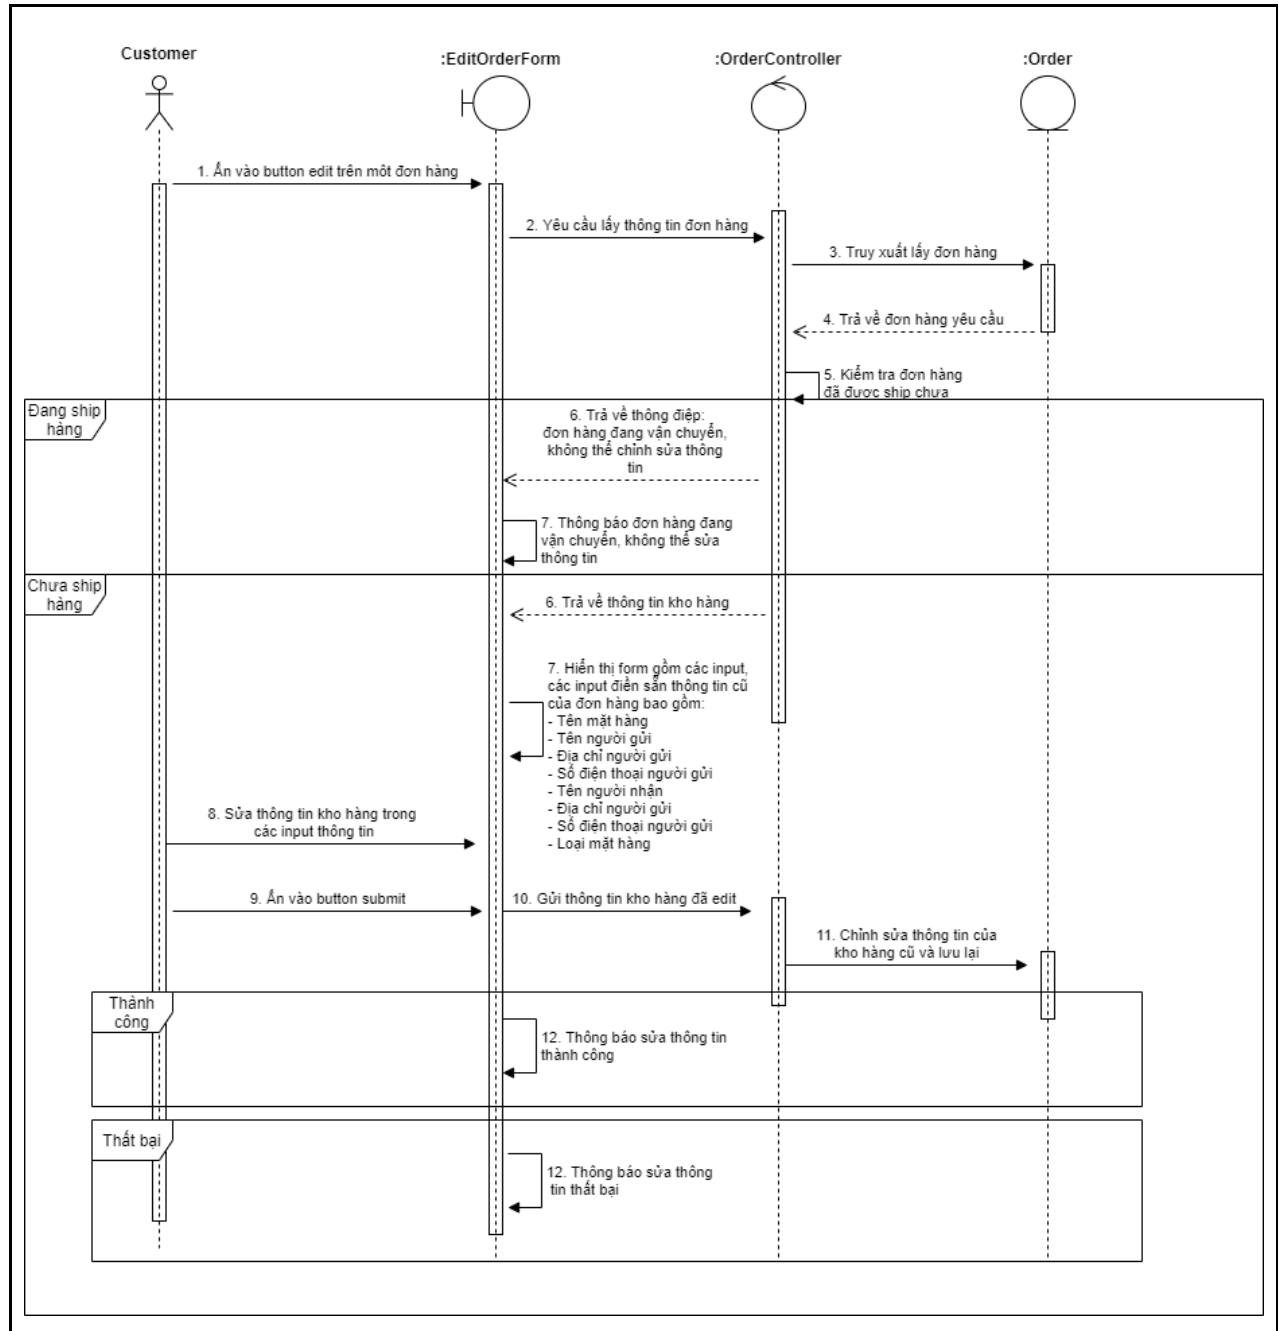 Customer
:EditOrderForm
:OrderController
:Order
1. Ấn vào button edit trên môt đơn hàng
2. Yêu cầu lấy thông tin đơn hàng
3. Truy xuất lấy đơn hàng
4. Trả về đơn hàng yêu cầu
5. Kiểm tra đơn hàng
đã được ship chưa
Đang ship
hàng
6. Trả về thông điệp:
đơn hàng đang vận chuyển,
không thể chỉnh sửa thông
tin
7. Thông báo đơn hàng đang
vận chuyển, không thể sửa
thông tin
Chưa ship
hàng
6. Trả về thông tin kho hàng
7. Hiển thị form gồm các input,
các input điền sẵn thông tin cũ
của đơn hàng bao gồm:
- Tên mặt hàng
- Tên người gửi
- Địa chỉ người gửi
- Số điện thoại người gửi
- Tên người nhận
- Địa chỉ người gửi
- Số điện thoại người gửi
- Loại mặt hàng
8. Sửa thông tin kho hàng trong
các input thông tin
9. Ấn vào button submit
10. Gửi thông tin kho hàng đã edit
11. Chỉnh sửa thông tin của
kho hàng cũ và lưu lại
Thành
công
12. Thông báo sửa thông tin
thành công
Thất bại
12. Thông báo sửa thông
tin thất bại